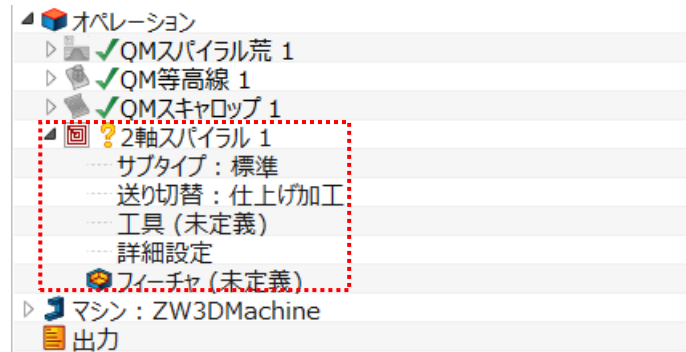 オペレーション
QMスパイラル荒 1
QM等高線 1
QMスキャロップ 1
2軸スパイラル 1
サブタイプ : 標準
送り切替 : 仕上げ加工
工具 (未定義)
詳細設定
フィーチャ (未定義)
マシン : ZW3DMachine
出力